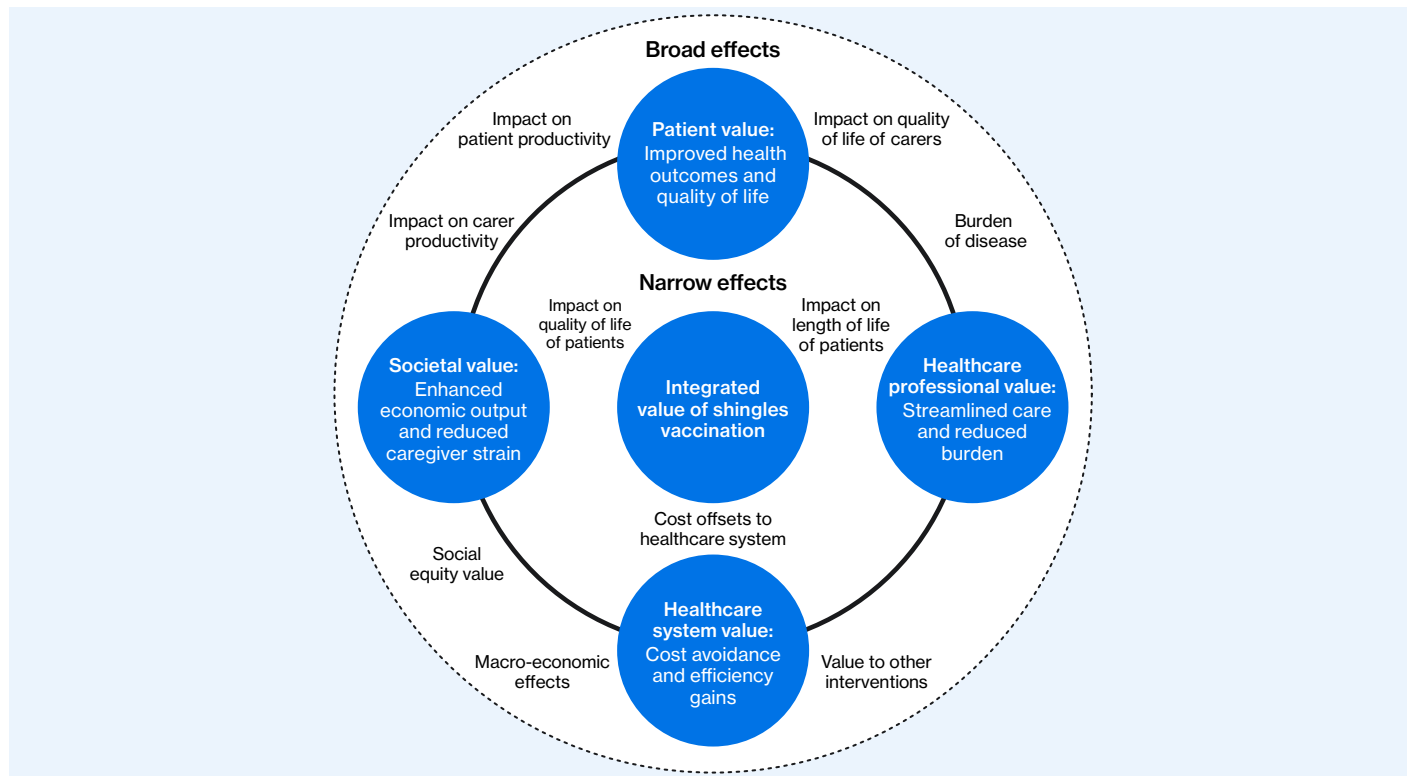 Broad effects
Impact on
patient productivity
Patient value:
Improved health
outcomes and
quality of life
Impact on quality
of life of carers
Impact on carer
productivity
Burden
of disease
Narrow effects
Impact on
quality of life
of patients
Impact on
length of life
of patients
Societal value:
Enhanced
economic output
and reduced
caregiver strain
Integrated
value of shingles
vaccination
Healthcare
professional value:
Streamlined care
and reduced
burden
Cost offsets to
healthcare system
Social
equity value
Healthcare
system value:
Cost avoidance
and efficiency
gains
Macro-economic
effects
Value to other
interventions